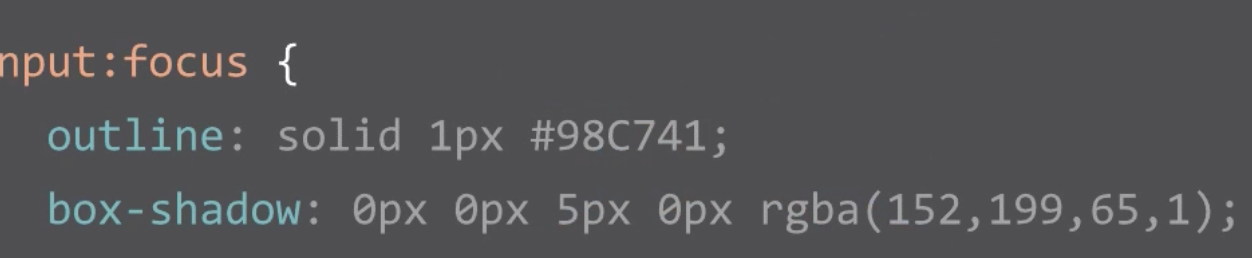 nput:focus {
outline: solid 1px #98C741;
box-shadow: 0px 0px 5px 0px rgba(152,199,65,1);